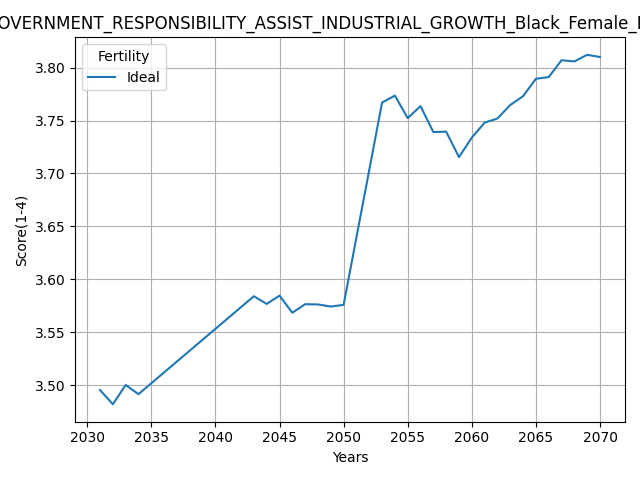 OVERNMENT_RESPONSIBILITY_ASSIST_INDUSTRIAL_GROWTH_Black_Female_
Fertility
Ideal
3.80
3.75
3.70
3.65
3.60
3.55
3.50
Score(1-4)
2030 2035 2040 2045 2050 2055 2060 2065 2070
Years